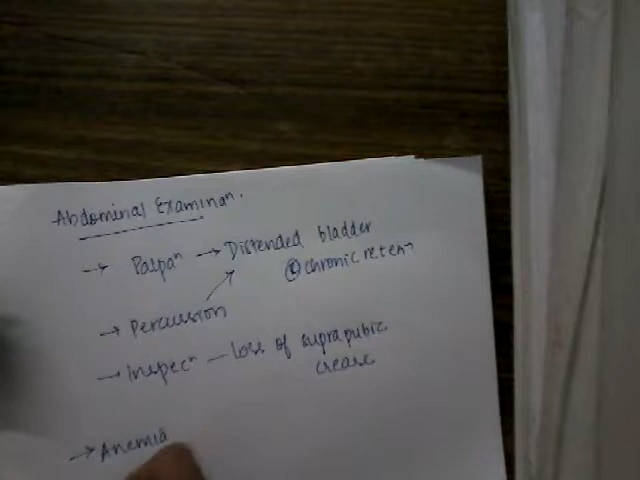 Abdominal Examinaⁿ.
→ Palpaⁿ → Distended bladder
ⓒ chronic retenⁿ
→ Percussion
→ Inspecⁿ — loss of suprapubic
crease
→ Anemia